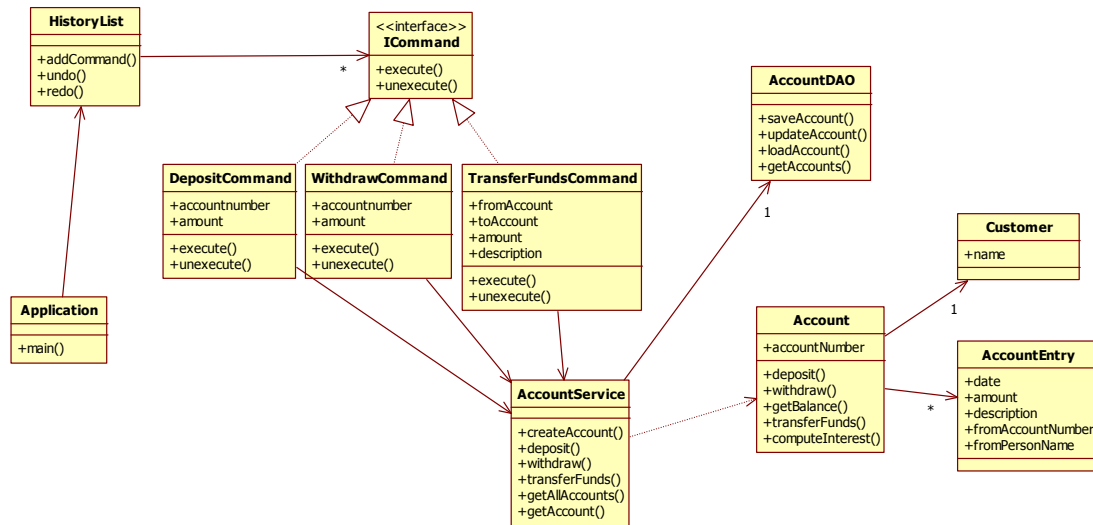 HistoryList
+addCommand()
+undo()
+redo()
<<interface>>
ICommand
+execute()
+unexecute()
*
AccountDAO
+saveAccount()
+updateAccount()
+loadAccount()
+getAccounts()
1
DepositCommand
+accountnumber
+amount
+execute()
+unexecute()
WithdrawCommand
+accountnumber
+amount
+execute()
+unexecute()
TransferFundsCommand
+fromAccount
+toAccount
+amount
+description
+execute()
+unexecute()
Customer
+name
1
Application
+main()
Account
+accountNumber
+deposit()
+withdraw()
+getBalance()
+transferFunds()
+computeInterest()
AccountEntry
+date
+amount
+description
+fromAccountNumber
+fromPersonName
*
AccountService
+createAccount()
+deposit()
+withdraw()
+transferFunds()
+getAllAccounts()
+getAccount()